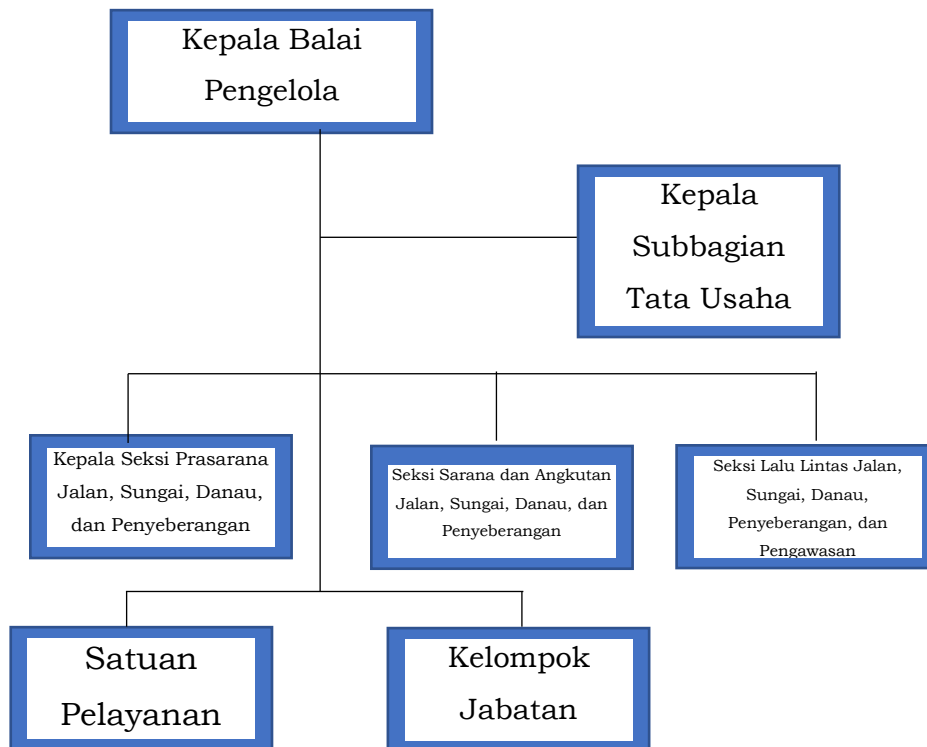 Kepala Balai
Pengelola
Kepala
Subbagian
Tata Usaha
Kepala Seksi Prasarana
Jalan, Sungai, Danau,
dan Penyeberangan
Seksi Sarana dan Angkutan
Jalan, Sungai, Danau, dan
Penyeberangan
Seksi Lalu Lintas Jalan,
Sungai, Danau,
Penyeberangan, dan
Pengawasan
Satuan
Pelayanan
Kelompok
Jabatan